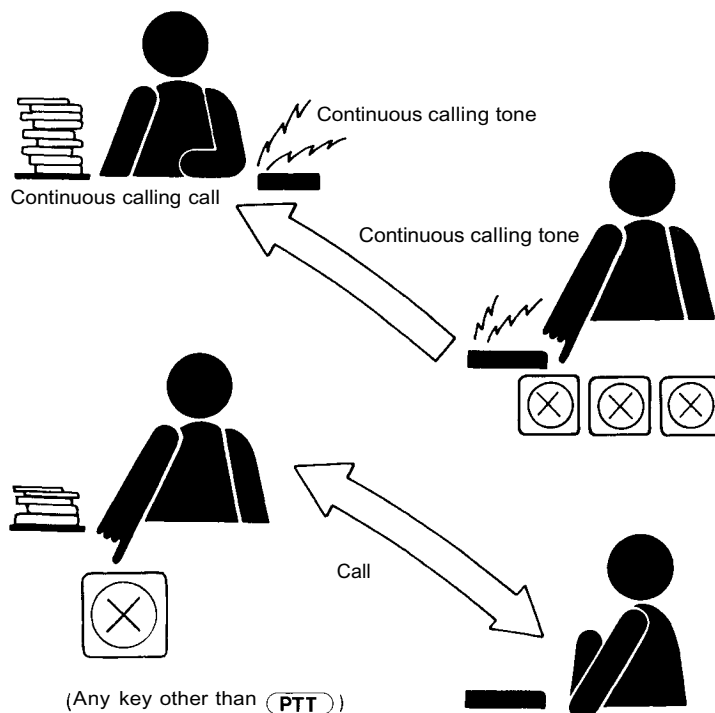 Continuous calling tone
Continuous calling call
Continuous calling tone
Call
(Any key other than PTT)